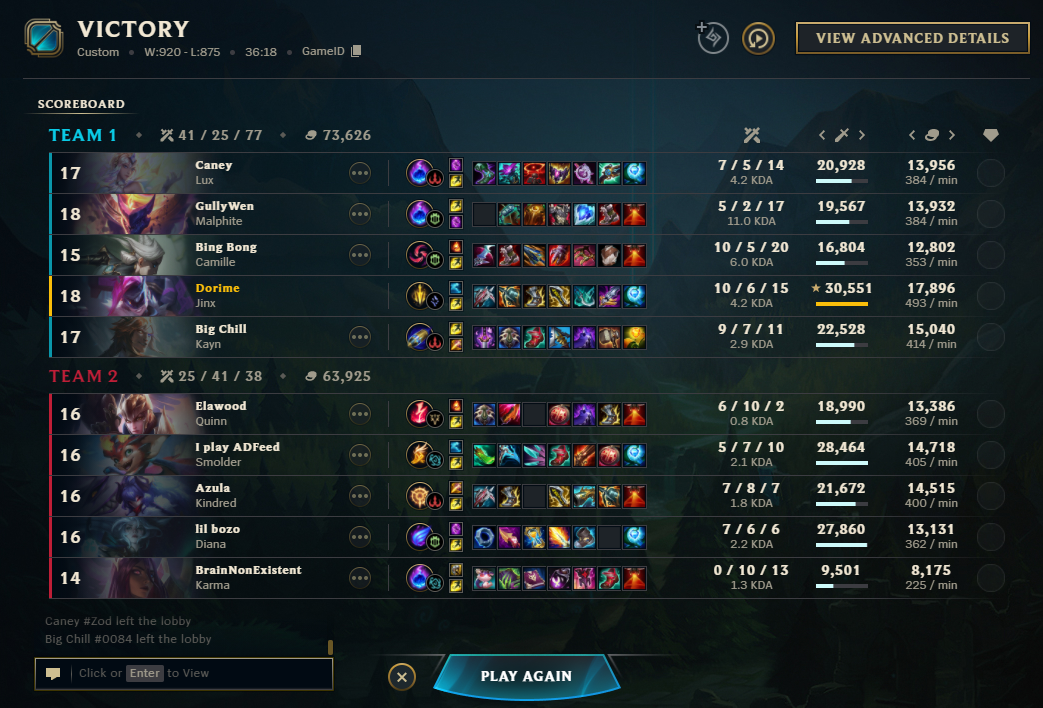 VICTORY
Custom • W:920 - L:875 • 36:18 • GameID
VIEW ADVANCED DETAILS
SCOREBOARD
TEAM 1 41 / 25 / 77 73,626
17 Caney 7 / 5 / 14 20,928 13,956
Lux 4.2 KDA 384 / min
18 GullyWen 5 / 2 / 17 19,567 13,932
Malphite 11.0 KDA 384 / min
15 Bing Bong 10 / 5 / 20 16,804 12,802
Camille 6.0 KDA 353 / min
18 Dorime 10 / 6 / 15 30,551 17,896
Jinx 4.2 KDA 493 / min
17 Big Chill 9 / 7 / 11 22,528 15,040
Kayn 2.9 KDA 414 / min
TEAM 2 25 / 41 / 38 63,925
16 Elawood 6 / 10 / 2 18,990 13,386
Quinn 0.8 KDA 369 / min
16 I play ADFeed 5 / 7 / 10 28,464 14,718
Smolder 2.1 KDA 405 / min
16 Azula 7 / 8 / 7 21,672 14,515
Kindred 1.8 KDA 400 / min
16 lil bozo 7 / 6 / 6 27,860 13,131
Diana 2.2 KDA 362 / min
14 BrainNonExistent 0 / 10 / 13 9,501 8,175
Karma 1.3 KDA 225 / min
Caney #Zod left the lobby
Big Chill #0084 left the lobby
Click or Enter to View
PLAY AGAIN